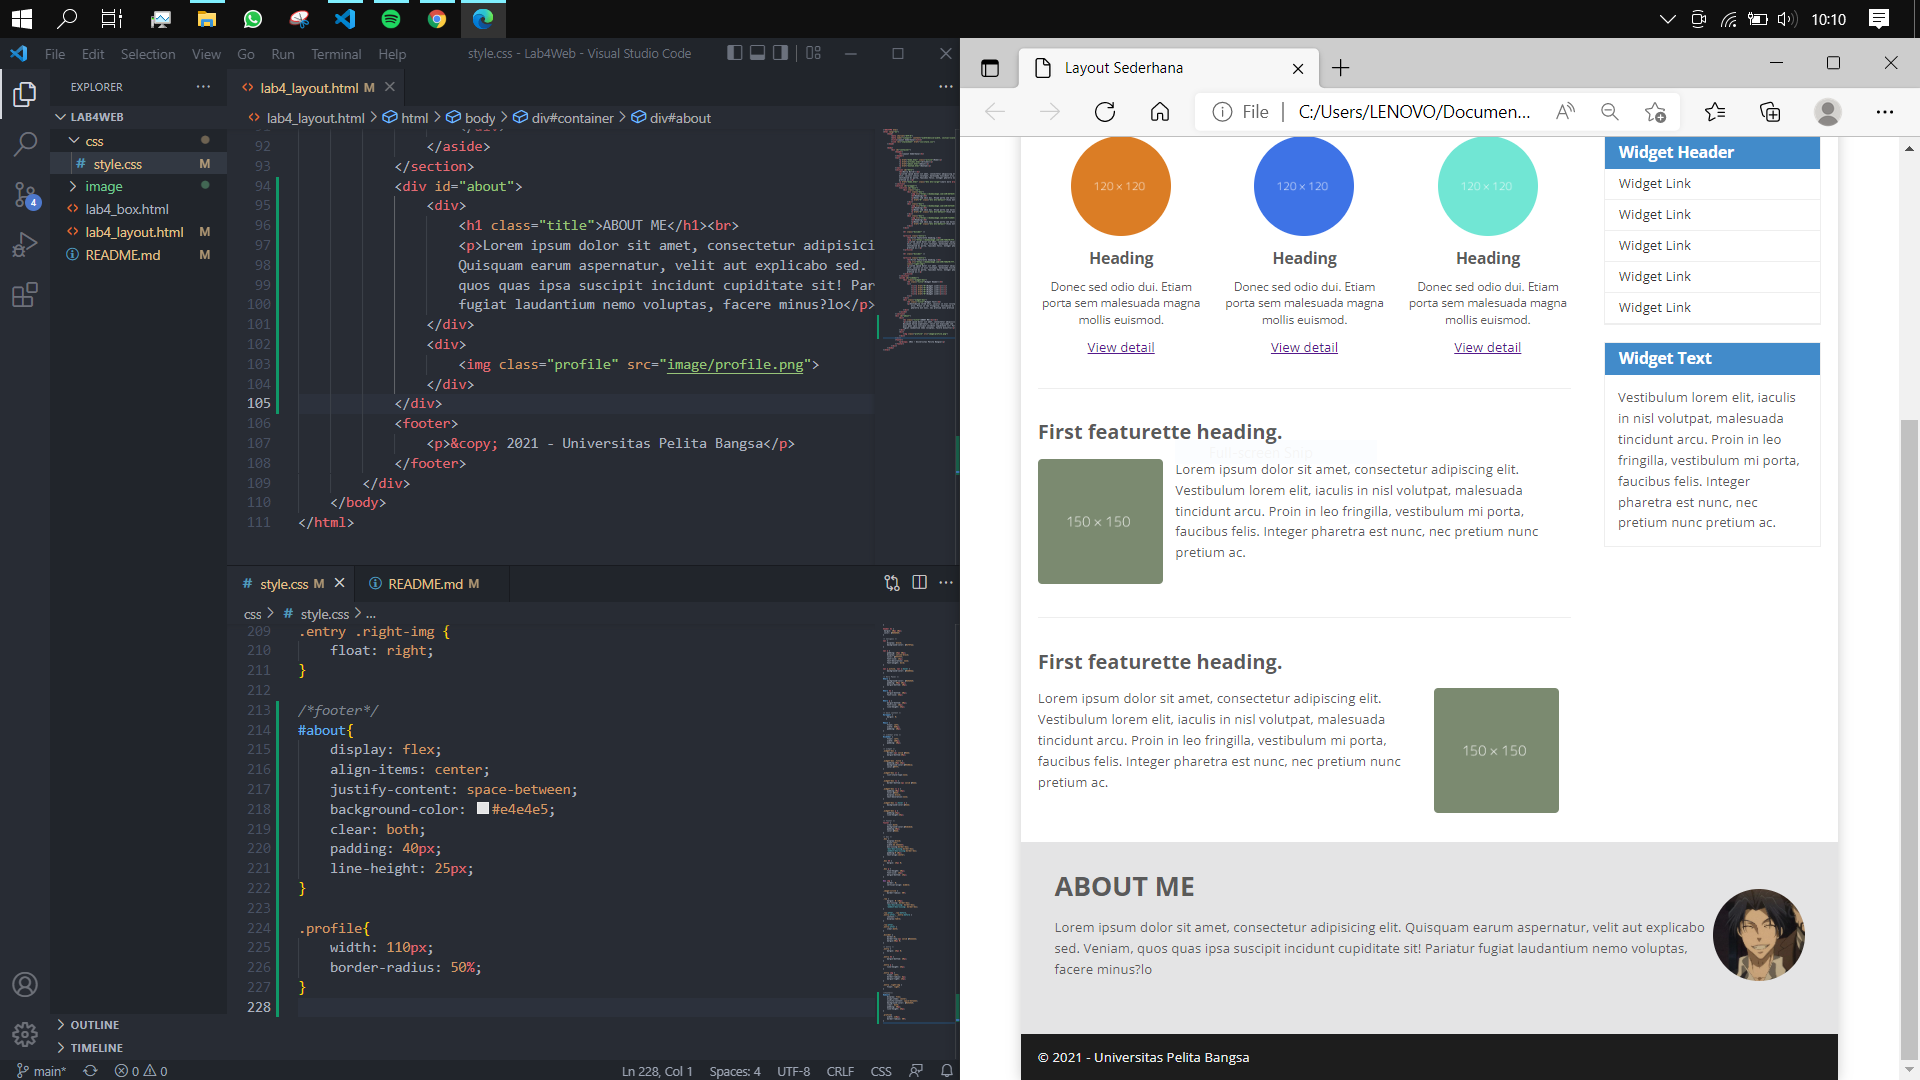 10:10
File Edit Selection View Go Run Terminal Help style.css - Lab4Web - Visual Studio Code
EXPLORER
LAB4WEB
css
style.css M
image
lab4_box.html
lab4_layout.html M
README.md M
4
OUTLINE
TIMELINE
lab4_layout.html M
lab4_layout.html > html > body > div#container > div#about
92 </aside>
93 </section>
94 <div id="about">
95 <div>
96 <h1 class="title">ABOUT ME</h1><br>
97 <p>Lorem ipsum dolor sit amet, consectetur adipisici
98 Quisquam earum aspernatur, velit aut explicabo sed.
99 quos quas ipsa suscipit incidunt cupiditate sit! Par
100 fugiat laudantium nemo voluptas, facere minus?lo</p>
101 </div>
102 <div>
103 <img class="profile" src="image/profile.png">
104 </div>
105 </div>
106 <footer>
107 <p>&copy; 2021 - Universitas Pelita Bangsa</p>
108 </footer>
109 </div>
110 </body>
111 </html>
# style.css M README.md M
css > # style.css > ...
209 .entry .right-img {
210 float: right;
211 }
212
213 /*footer*/
214 #about{
215 display: flex;
216 align-items: center;
217 justify-content: space-between;
218 background-color: #e4e4e5;
219 clear: both;
220 padding: 40px;
221 line-height: 25px;
222 }
223
224 .profile{
225 width: 110px;
226 border-radius: 50%;
227 }
228
main* 0 0 Ln 228, Col 1 Spaces: 4 UTF-8 CRLF CSS
Layout Sederhana
File C:/Users/LENOVO/Documen...
120 × 120 120 × 120 120 × 120
Heading Heading Heading
Donec sed odio dui. Etiam Donec sed odio dui. Etiam Donec sed odio dui. Etiam
porta sem malesuada magna porta sem malesuada magna porta sem malesuada magna
mollis euismod. mollis euismod. mollis euismod.
View detail View detail View detail
Widget Header
Widget Link
Widget Link
Widget Link
Widget Link
Widget Link
Widget Text
Vestibulum lorem elit, iaculis
in nisl volutpat, malesuada
tincidunt arcu. Proin in leo
fringilla, vestibulum mi porta,
faucibus felis. Integer
pharetra est nunc, nec
pretium nunc pretium ac.
First featurette heading.
150 × 150
Lorem ipsum dolor sit amet, consectetur adipiscing elit.
Vestibulum lorem elit, iaculis in nisl volutpat, malesuada
tincidunt arcu. Proin in leo fringilla, vestibulum mi porta,
faucibus felis. Integer pharetra est nunc, nec pretium nunc
pretium ac.
First featurette heading.
Lorem ipsum dolor sit amet, consectetur adipiscing elit.
Vestibulum lorem elit, iaculis in nisl volutpat, malesuada
tincidunt arcu. Proin in leo fringilla, vestibulum mi porta,
faucibus felis. Integer pharetra est nunc, nec pretium nunc
pretium ac.
150 × 150
ABOUT ME
Lorem ipsum dolor sit amet, consectetur adipisicing elit. Quisquam earum aspernatur, velit aut explicabo
sed. Veniam, quos quas ipsa suscipit incidunt cupiditate sit! Pariatur fugiat laudantium nemo voluptas,
facere minus?lo
© 2021 - Universitas Pelita Bangsa